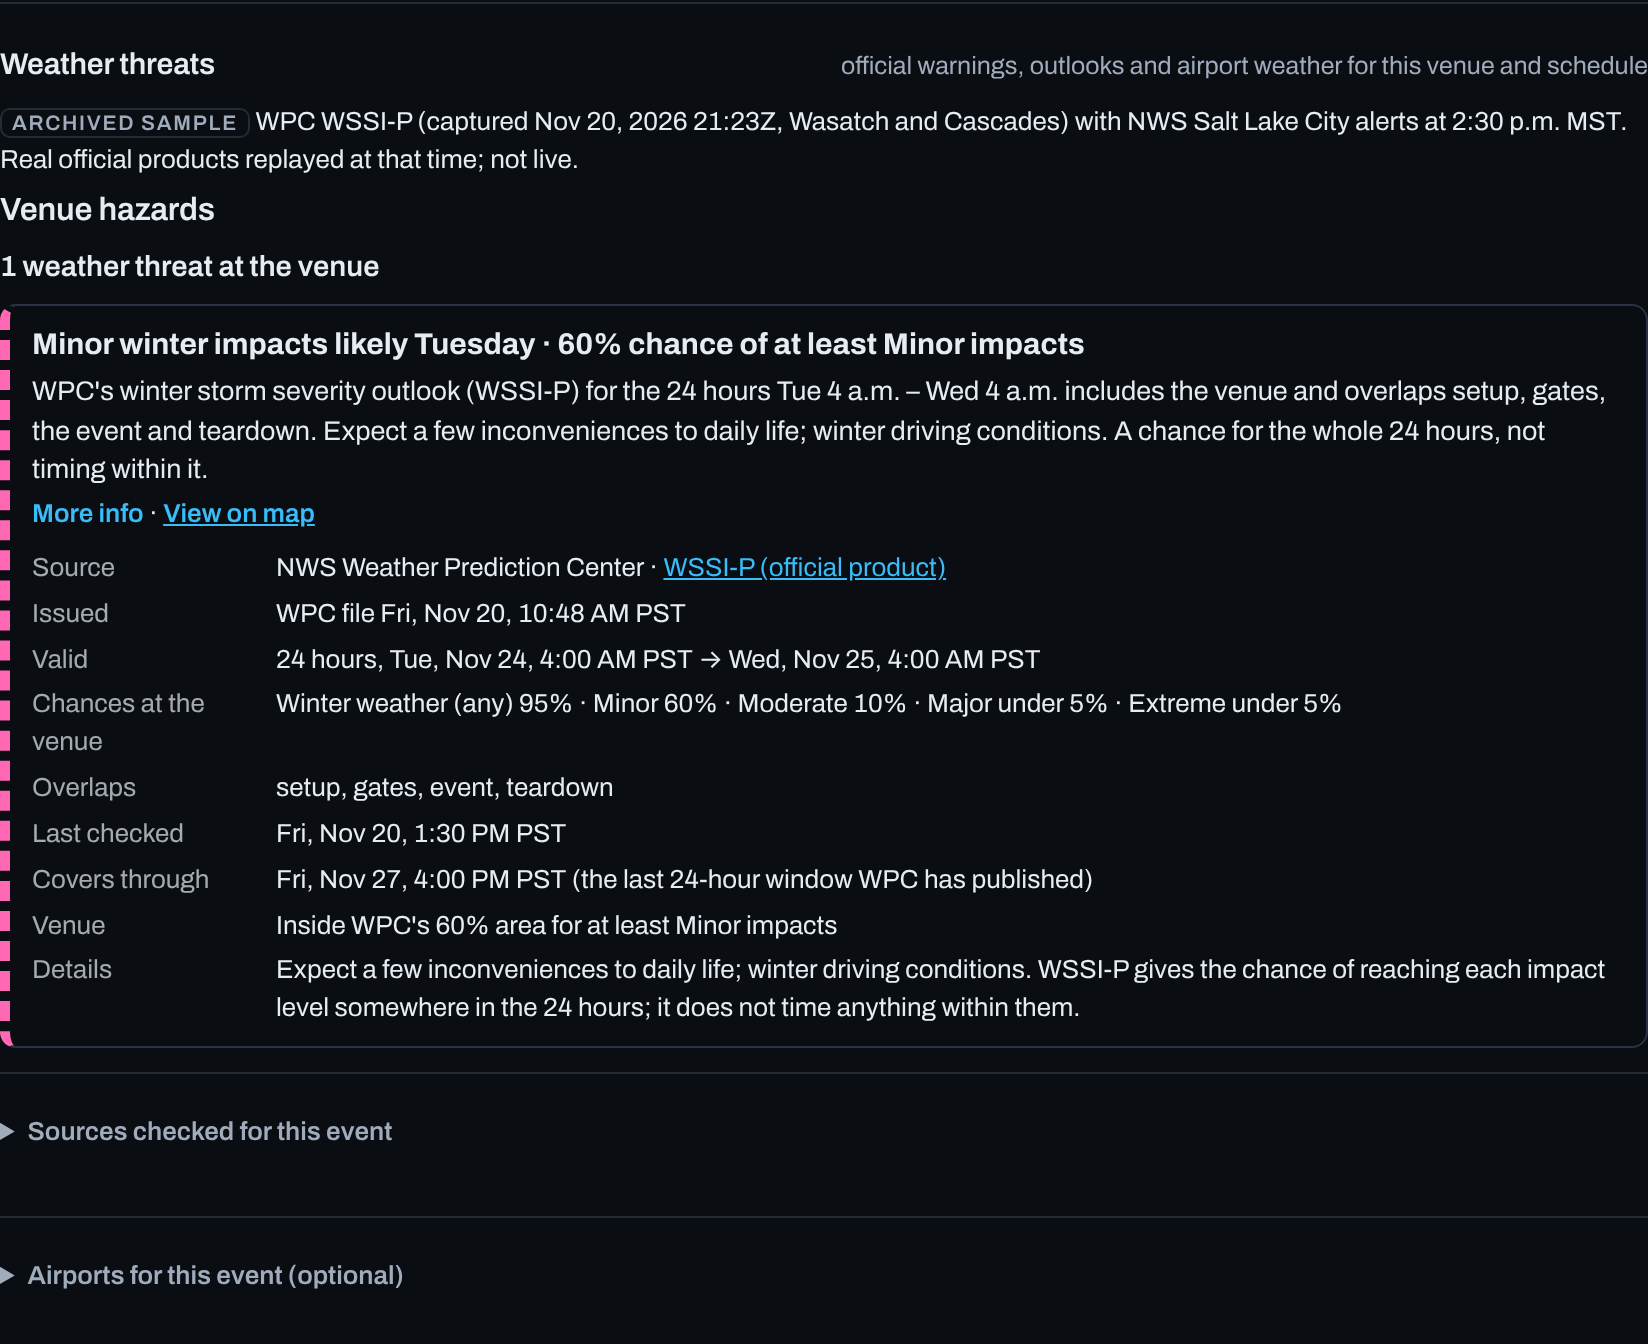 Weather threats
official warnings, outlooks and airport weather for this venue and schedule
ARCHIVED SAMPLE WPC WSSI-P (captured Nov 20, 2026 21:23Z, Wasatch and Cascades) with NWS Salt Lake City alerts at 2:30 p.m. MST.
Real official products replayed at that time; not live.
Venue hazards
1 weather threat at the venue
Minor winter impacts likely Tuesday · 60% chance of at least Minor impacts
WPC's winter storm severity outlook (WSSI-P) for the 24 hours Tue 4 a.m. – Wed 4 a.m. includes the venue and overlaps setup, gates,
the event and teardown. Expect a few inconveniences to daily life; winter driving conditions. A chance for the whole 24 hours, not
timing within it.
More info · View on map
Source NWS Weather Prediction Center · WSSI-P (official product)
Issued WPC file Fri, Nov 20, 10:48 AM PST
Valid 24 hours, Tue, Nov 24, 4:00 AM PST → Wed, Nov 25, 4:00 AM PST
Chances at the Winter weather (any) 95% · Minor 60% · Moderate 10% · Major under 5% · Extreme under 5%
venue
Overlaps setup, gates, event, teardown
Last checked Fri, Nov 20, 1:30 PM PST
Covers through Fri, Nov 27, 4:00 PM PST (the last 24-hour window WPC has published)
Venue Inside WPC's 60% area for at least Minor impacts
Details Expect a few inconveniences to daily life; winter driving conditions. WSSI-P gives the chance of reaching each impact
level somewhere in the 24 hours; it does not time anything within them.
Sources checked for this event
Airports for this event (optional)